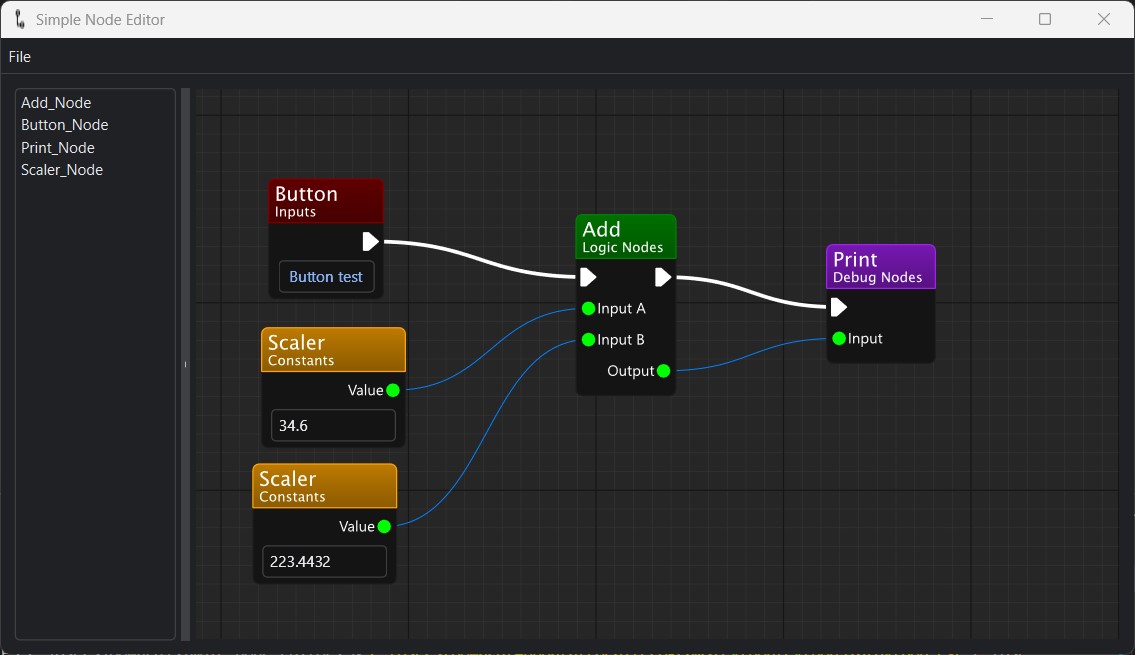 Simple Node Editor
File
Add_Node
Button_Node
Print_Node
Scaler_Node
Button
Inputs
Button test
Scaler
Constants
Value
34.6
Scaler
Constants
Value
223.4432
Add
Logic Nodes
Input A
Input B
Output
Print
Debug Nodes
Input